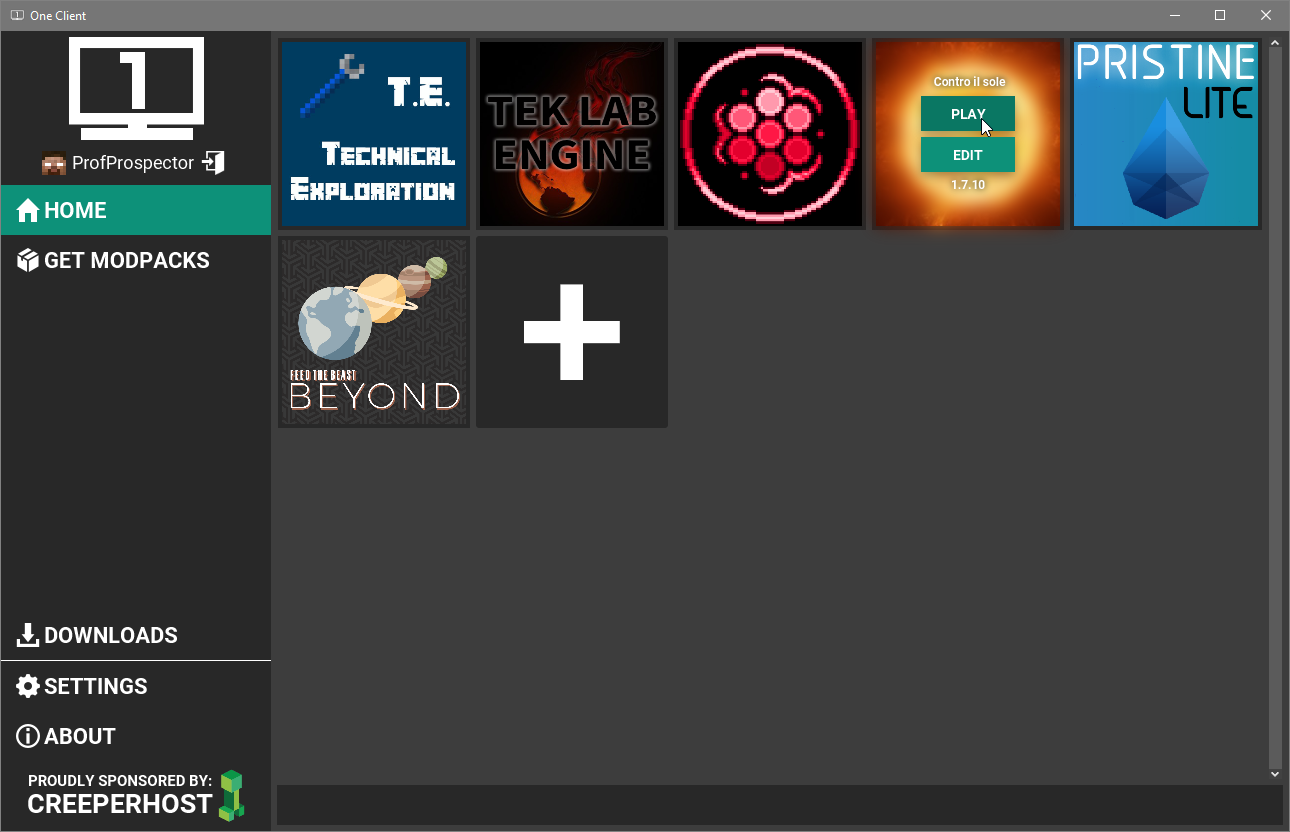 One Client
1
ProfProspector
HOME
GET MODPACKS
DOWNLOADS
SETTINGS
ABOUT
PROUDLY SPONSORED BY:
CREEPERHOST
T.E.
TECHNICAL
EXPLORATION
TEK LAB
ENGINE
Contro il sole
PLAY
EDIT
1.7.10
PRISTINE
LITE
FEED THE BEAST
BEYOND